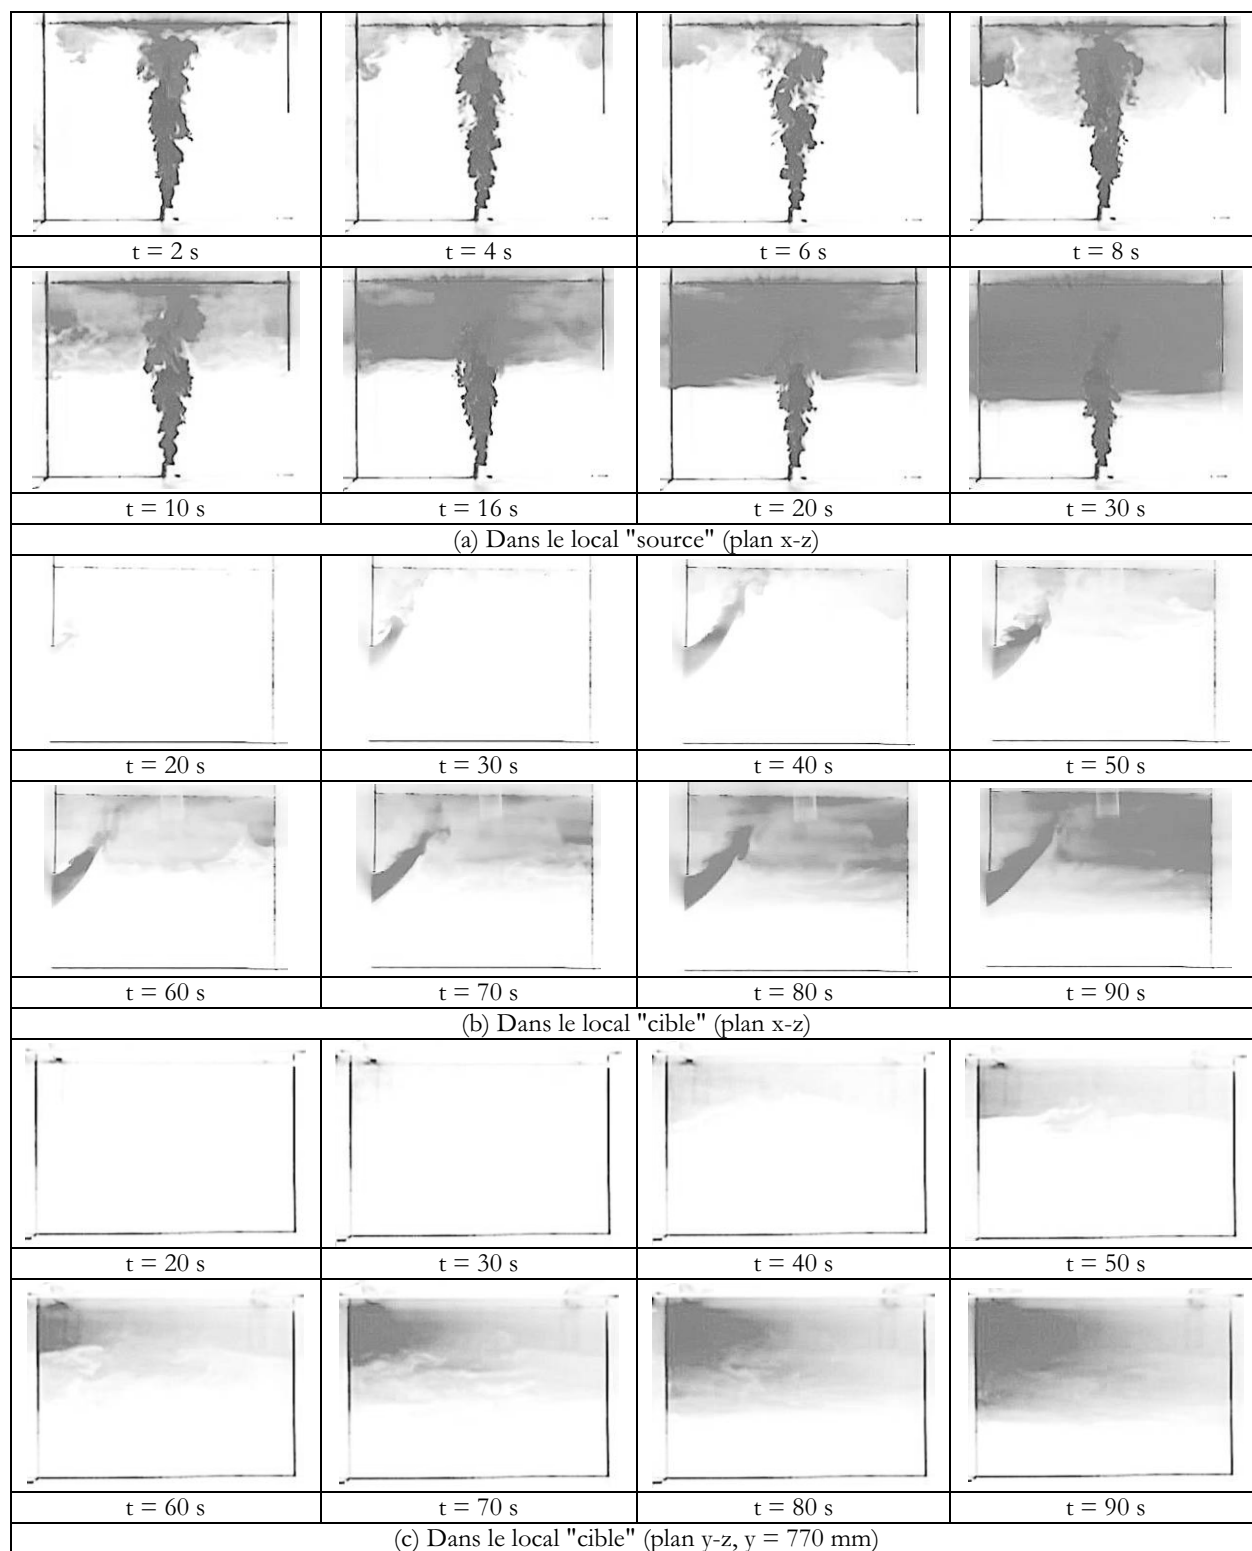 t = 2 s t = 4 s t = 6 s t = 8 s
t = 10 s t = 16 s t = 20 s t = 30 s
(a) Dans le local "source" (plan x-z)
t = 20 s t = 30 s t = 40 s t = 50 s
t = 60 s t = 70 s t = 80 s t = 90 s
(b) Dans le local "cible" (plan x-z)
t = 20 s t = 30 s t = 40 s t = 50 s
t = 60 s t = 70 s t = 80 s t = 90 s
(c) Dans le local "cible" (plan y-z, y = 770 mm)